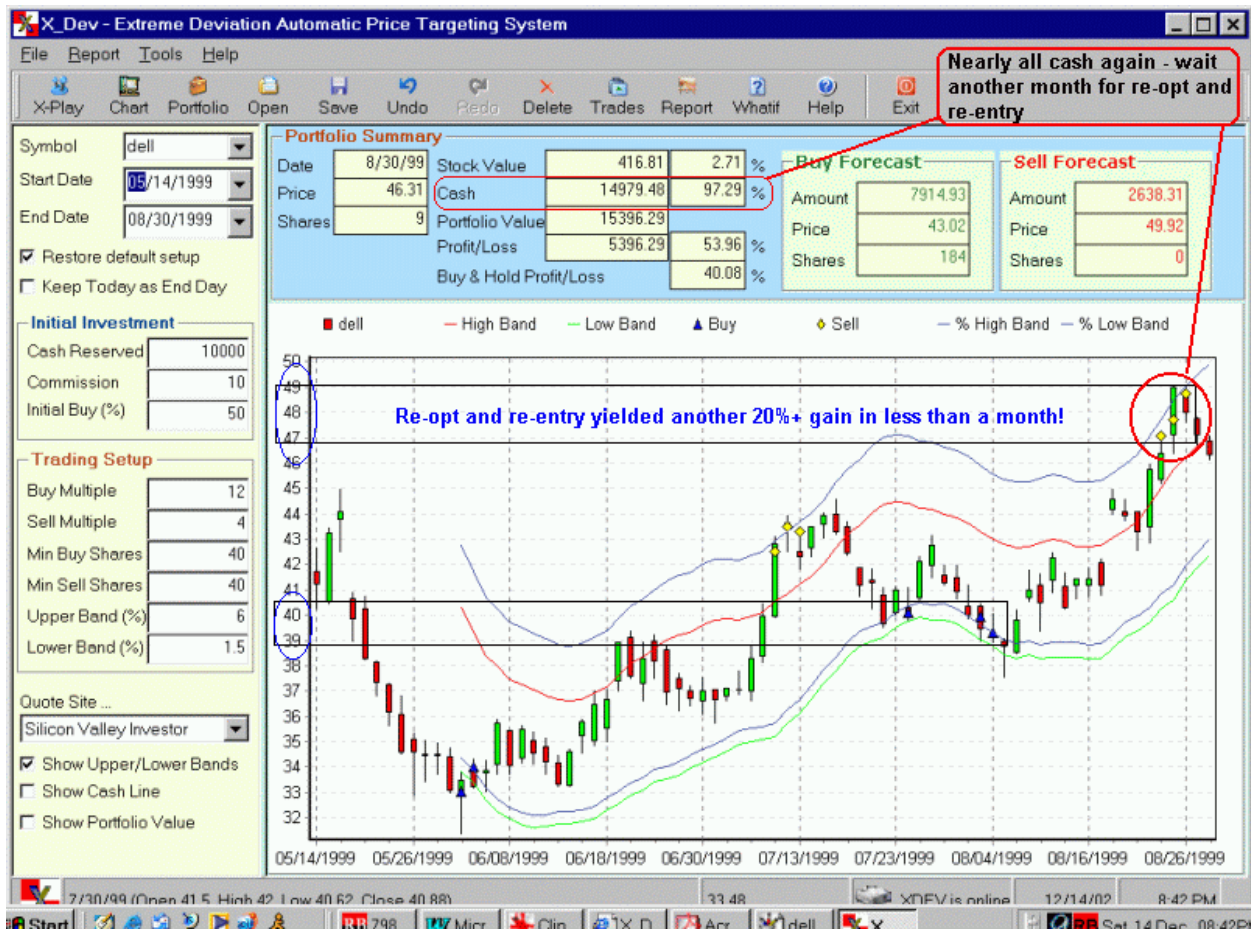 X_Dev - Extreme Deviation Automatic Price Targeting System
File Report Tools Help
X-Play Chart Portfolio Open Save Undo Redo Delete Trades Report Whatif Help Exit
Nearly all cash again - wait
another month for re-opt and
re-entry
Symbol dell
Start Date 05/14/1999
End Date 08/30/1999
Restore default setup
Keep Today as End Day
Initial Investment
Cash Reserved 10000
Commission 10
Initial Buy (%) 50
Trading Setup
Buy Multiple 12
Sell Multiple 4
Min Buy Shares 40
Min Sell Shares 40
Upper Band (%) 6
Lower Band (%) 1.5
Quote Site ...
Silicon Valley Investor
Show Upper/Lower Bands
Show Cash Line
Show Portfolio Value
Portfolio Summary
Date 8/30/99 Stock Value 416.81 2.71 %
Price 46.31 Cash 14979.48 97.29 %
Shares 9 Portfolio Value 15396.29
Profit/Loss 5396.29 53.96 %
Buy & Hold Profit/Loss 40.08 %
Buy Forecast
Amount 7914.93
Price 43.02
Shares 184
Sell Forecast
Amount 2638.31
Price 49.92
Shares 0
dell High Band Low Band Buy Sell % High Band % Low Band
50
49
48
Re-opt and re-entry yielded another 20%+ gain in less than a month!
47
46
45
44
43
42
41
40
39
38
37
36
35
34
33
32
05/14/1999 05/26/1999 06/08/1999 06/18/1999 06/30/1999 07/13/1999 07/23/1999 08/04/1999 08/16/1999 08/26/1999
7/30/99 (Open 41.5, High 42, Low 40.62, Close 40.88) 33.48 XDEV is online 12/14/02 8:42 PM
Start RB 798 Micr Clip X_D Acr dell X RB Sat 14 Dec 08:42P